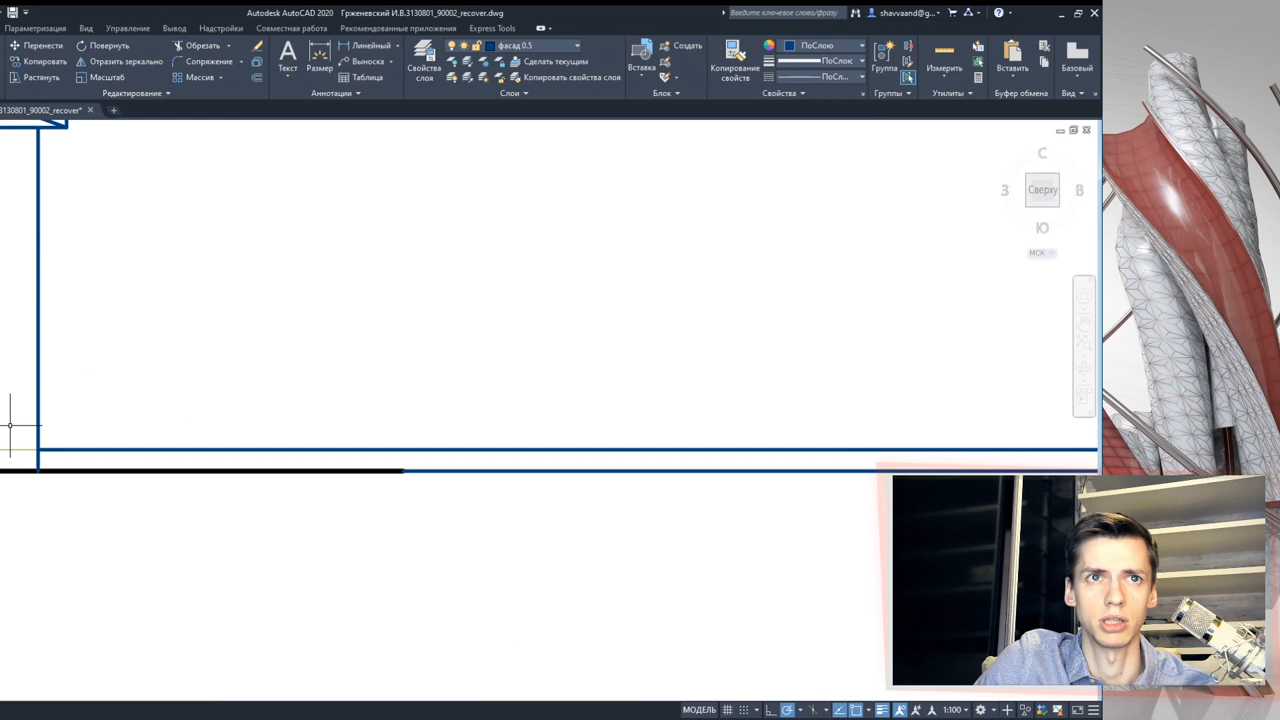 Autodesk AutoCAD 2020 Грженевский И.В.3130801_90002_recover.dwg
Введите ключевое слово/фразу
shavvaand@g...
Параметризация Вид Управление Вывод Надстройки Совместная работа Рекомендованные приложения Express Tools
Перенести Повернуть Обрезать
Копировать Отразить зеркально Сопряжение
Растянуть Масштаб Массив
Редактирование
Текст Размер
Линейный
Выноска
Таблица
Аннотации
Свойства слоя
фасад 0.5
Сделать текущим
Копировать свойства слоя
Слои
Вставка
Создать
Блок
Копирование свойств
ПоСлою
ПоСлою
ПоСл...
Свойства
Группа
Группы
Измерить
Утилиты
Вставить
Буфер обмена
Базовый
Вид
3130801_90002_recover*
С
З Сверху В
Ю
МСК
МОДЕЛЬ
1:100